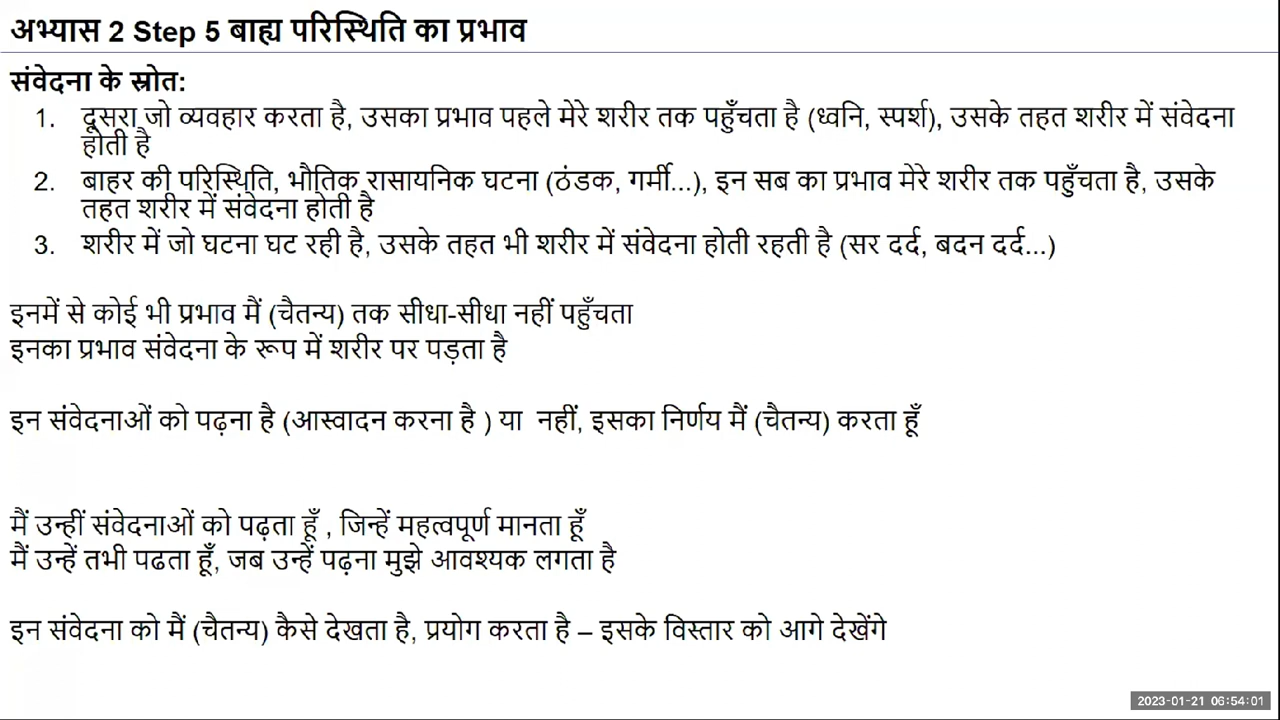 अभ्यास 2 Step 5 बाह्य परिस्थिति का प्रभाव
संवेदना के स्रोत:
1. दूसरा जो व्यवहार करता है, उसका प्रभाव पहले मेरे शरीर तक पहुँचता है (ध्वनि, स्पर्श), उसके तहत शरीर में संवेदना
होती है
2. बाहर की परिस्थिति, भौतिक रासायनिक घटना (ठंडक, गर्मी...), इन सब का प्रभाव मेरे शरीर तक पहुँचता है, उसके
तहत शरीर में संवेदना होती है
3. शरीर में जो घटना घट रही है, उसके तहत भी शरीर में संवेदना होती रहती है (सर दर्द, बदन दर्द...)
इनमें से कोई भी प्रभाव मैं (चैतन्य) तक सीधा-सीधा नहीं पहुँचता
इनका प्रभाव संवेदना के रूप में शरीर पर पड़ता है
इन संवेदनाओं को पढ़ना है (आस्वादन करना है ) या नहीं, इसका निर्णय मैं (चैतन्य) करता हूँ
मैं उन्हीं संवेदनाओं को पढ़ता हूँ , जिन्हें महत्वपूर्ण मानता हूँ
मैं उन्हें तभी पढता हूँ, जब उन्हें पढ़ना मुझे आवश्यक लगता है
इन संवेदना को मैं (चैतन्य) कैसे देखता है, प्रयोग करता है – इसके विस्तार को आगे देखेंगे
2023-01-21 06:54:01